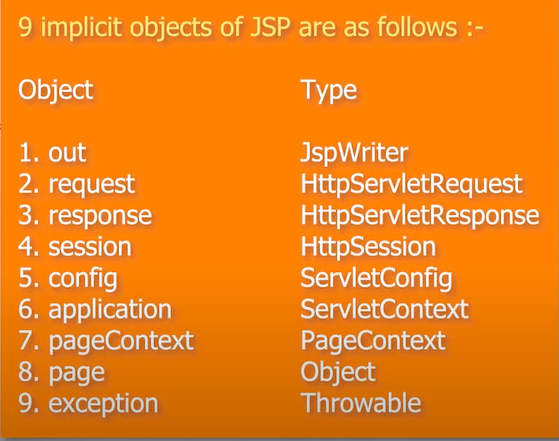 9 implicit objects of JSP are as follows :-
Object Type
1. out JspWriter
2. request HttpServletRequest
3. response HttpServletResponse
4. session HttpSession
5. config ServletConfig
6. application ServletContext
7. pageContext PageContext
8. page Object
9. exception Throwable